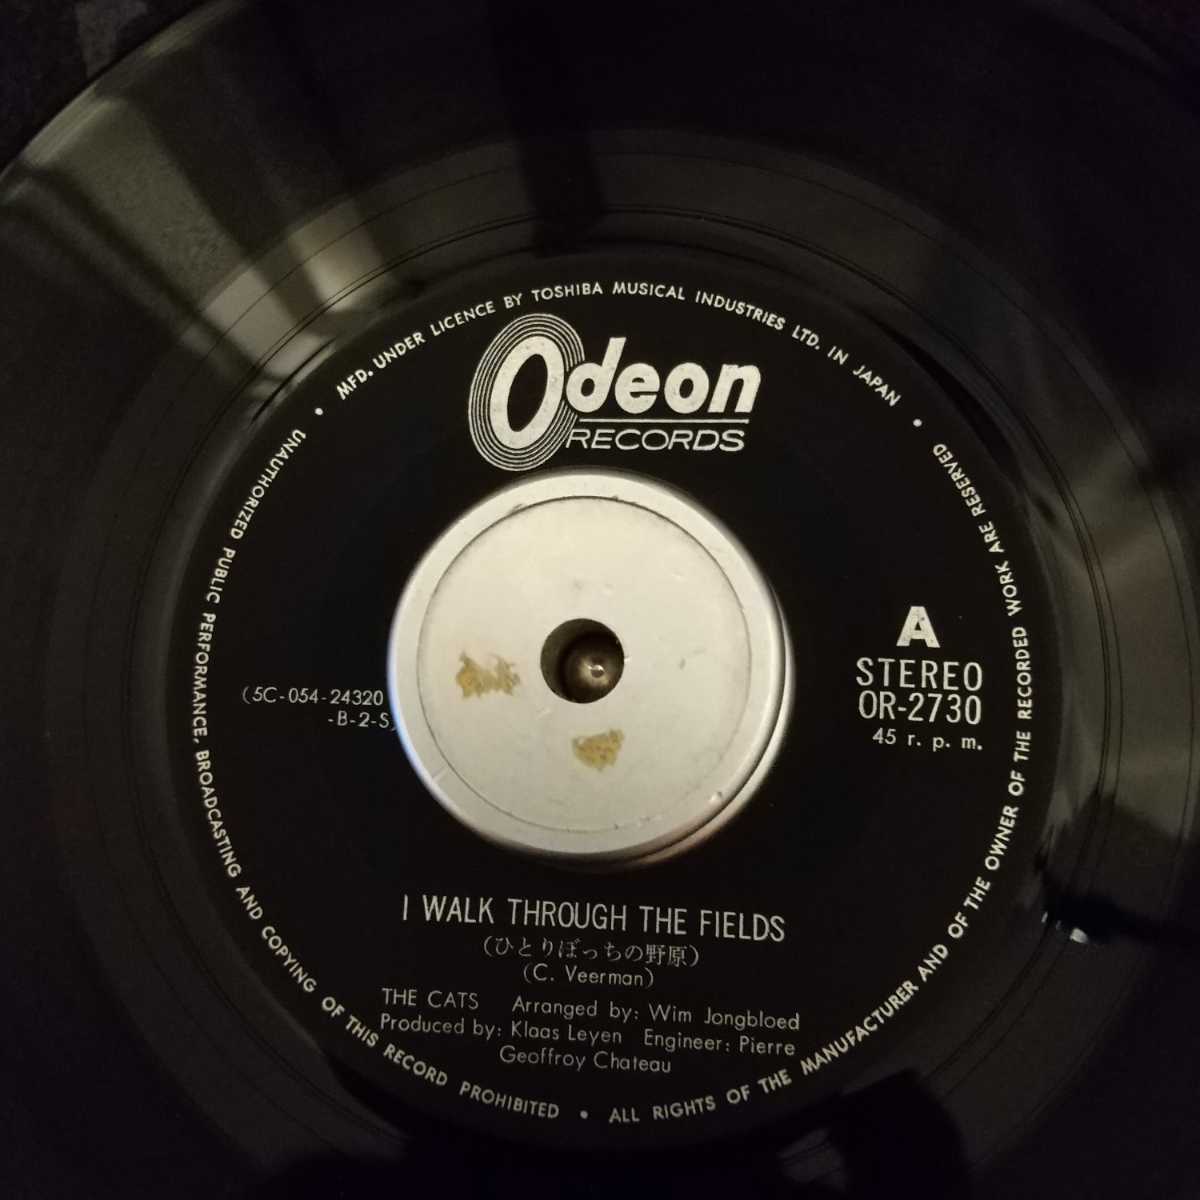 MFD. UNDER LICENCE BY TOSHIBA MUSICAL INDUSTRIES LTD. IN JAPAN •
Odeon
RECORDS
A
STEREO
OR-2730
45 r. p. m.
(5C-054-24320
-B-2-S)
I WALK THROUGH THE FIELDS
(ひとりぼっちの野原)
(C. Veerman)
THE CATS Arranged by: Wim Jongbloed
Produced by: Klaas Leyen Engineer: Pierre
Geoffroy Chateau
UNAUTHORIZED PUBLIC PERFORMANCE, BROADCASTING AND COPYING OF THIS RECORD PROHIBITED •
ALL RIGHTS OF THE MANUFACTURER AND OF THE OWNER OF THE RECORDED WORK ARE RESERVED •